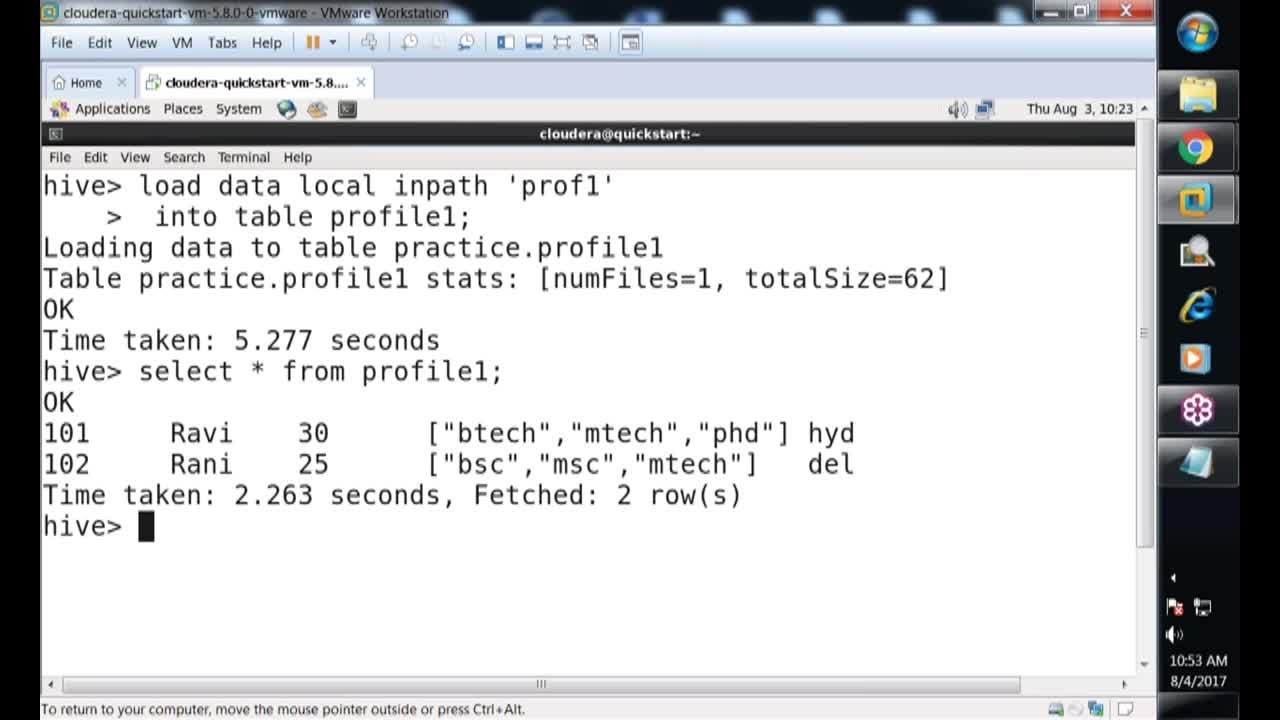 cloudera-quickstart-vm-5.8.0-0-vmware - VMware Workstation
File Edit View VM Tabs Help
Home cloudera-quickstart-vm-5.8....
Applications Places System Thu Aug 3, 10:23
cloudera@quickstart:~
File Edit View Search Terminal Help
hive> load data local inpath 'prof1'
    >  into table profile1;
Loading data to table practice.profile1
Table practice.profile1 stats: [numFiles=1, totalSize=62]
OK
Time taken: 5.277 seconds
hive> select * from profile1;
OK
101     Ravi    30      ["btech","mtech","phd"] hyd
102     Rani    25      ["bsc","msc","mtech"]   del
Time taken: 2.263 seconds, Fetched: 2 row(s)
hive>
To return to your computer, move the mouse pointer outside or press Ctrl+Alt.
10:53 AM
8/4/2017